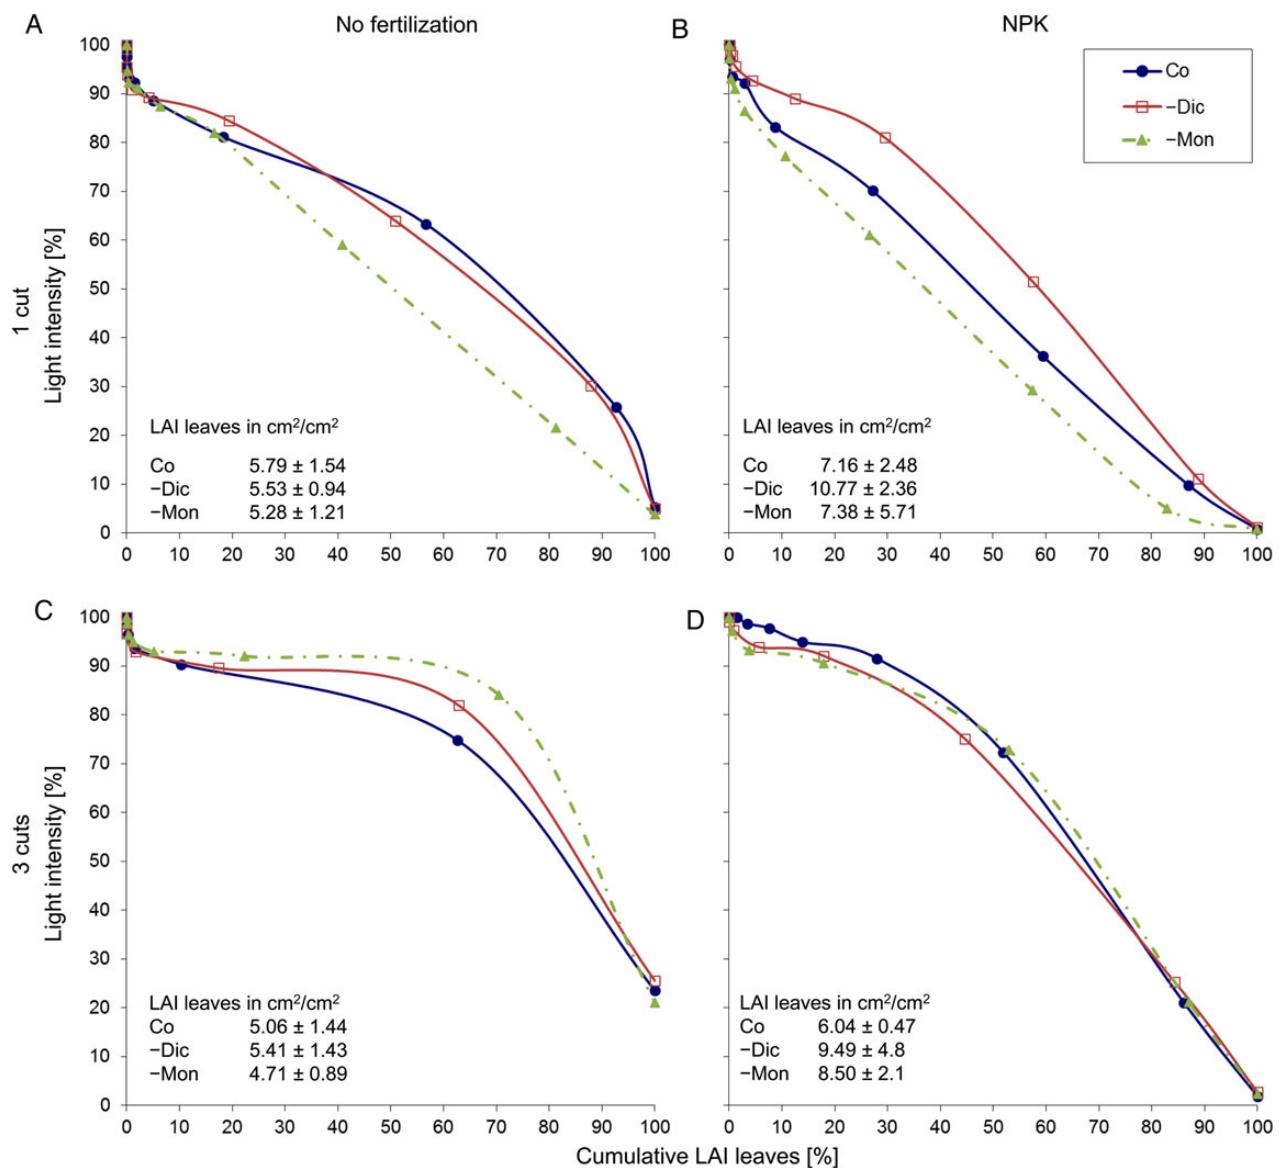 A
No fertilization
B
NPK
Co
−Dic
−Mon
1 cut
Light intensity [%]
100
90
80
70
60
50
40
30
20
10
0
LAI leaves in cm²/cm²
Co 5.79 ± 1.54
−Dic 5.53 ± 0.94
−Mon 5.28 ± 1.21
0 10 20 30 40 50 60 70 80 90 100
LAI leaves in cm²/cm²
Co 7.16 ± 2.48
−Dic 10.77 ± 2.36
−Mon 7.38 ± 5.71
0 10 20 30 40 50 60 70 80 90 100
C
D
3 cuts
Light intensity [%]
100
90
80
70
60
50
40
30
20
10
0
LAI leaves in cm²/cm²
Co 5.06 ± 1.44
−Dic 5.41 ± 1.43
−Mon 4.71 ± 0.89
0 10 20 30 40 50 60 70 80 90 100
LAI leaves in cm²/cm²
Co 6.04 ± 0.47
−Dic 9.49 ± 4.8
−Mon 8.50 ± 2.1
0 10 20 30 40 50 60 70 80 90 100
Cumulative LAI leaves [%]